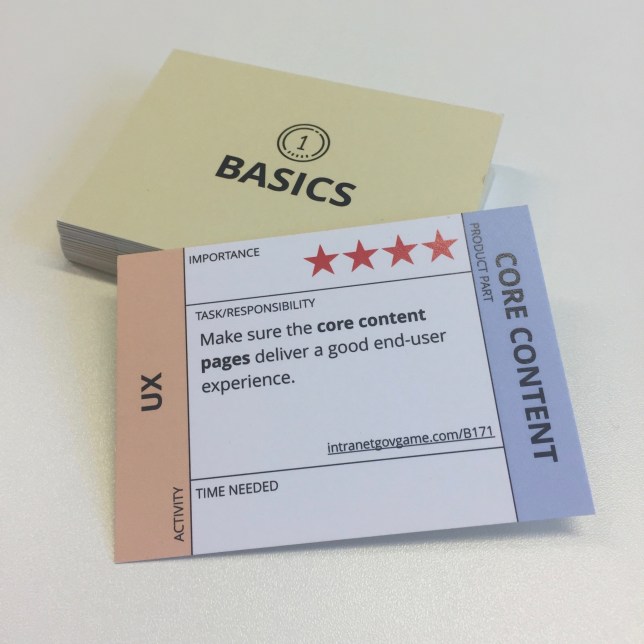 1
BASICS
IMPORTANCE
TASK/RESPONSIBILITY
Make sure the core content
pages deliver a good end-user
experience.
intranetgovgame.com/B171
TIME NEEDED
UX
ACTIVITY
PRODUCT PART
CORE CONTENT